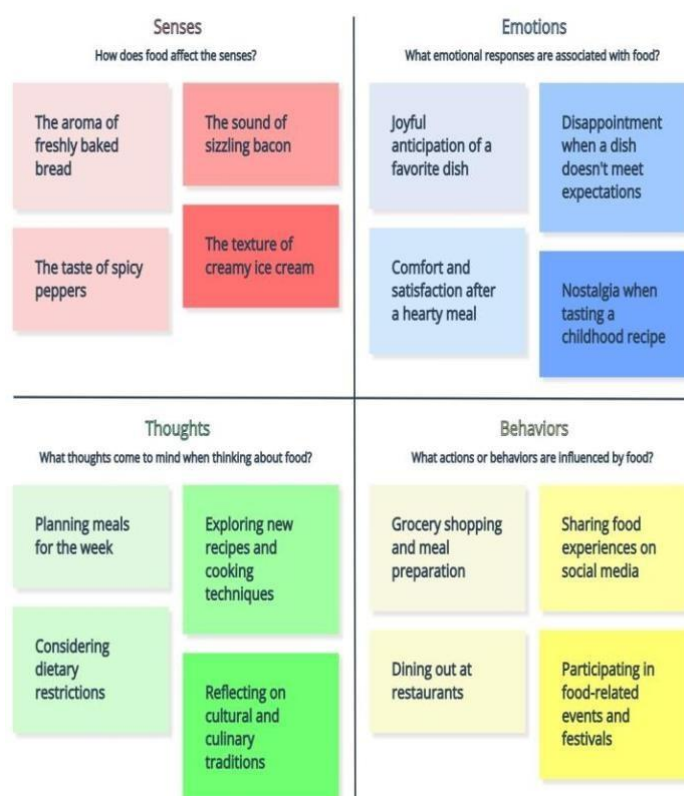 Senses
How does food affect the senses?
The aroma of
freshly baked
bread
The sound of
sizzling bacon
The taste of spicy
peppers
The texture of
creamy ice cream
Emotions
What emotional responses are associated with food?
Joyful
anticipation of a
favorite dish
Disappointment
when a dish
doesn't meet
expectations
Comfort and
satisfaction after
a hearty meal
Nostalgia when
tasting a
childhood recipe
Thoughts
What thoughts come to mind when thinking about food?
Planning meals
for the week
Exploring new
recipes and
cooking
techniques
Considering
dietary
restrictions
Reflecting on
cultural and
culinary
traditions
Behaviors
What actions or behaviors are influenced by food?
Grocery shopping
and meal
preparation
Sharing food
experiences on
social media
Dining out at
restaurants
Participating in
food-related
events and
festivals